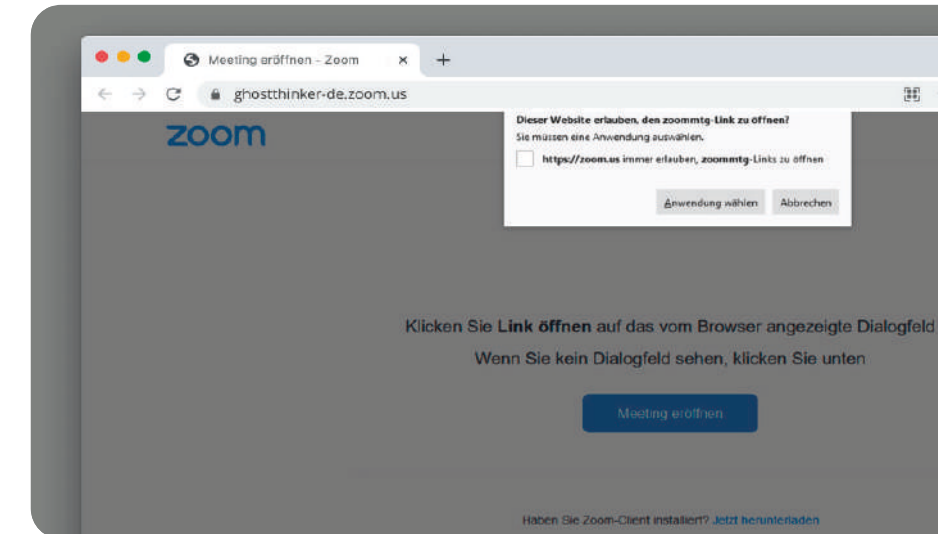 Meeting eröffnen - Zoom
ghostthinker-de.zoom.us
zoom
Dieser Website erlauben, den zoommtg-Link zu öffnen?
Sie müssen eine Anwendung auswählen.
https://zoom.us immer erlauben, zoommtg-Links zu öffnen
Anwendung wählen Abbrechen
Klicken Sie Link öffnen auf das vom Browser angezeigte Dialogfeld
Wenn Sie kein Dialogfeld sehen, klicken Sie unten
Meeting eröffnen
Haben Sie Zoom-Client installiert? Jetzt herunterladen